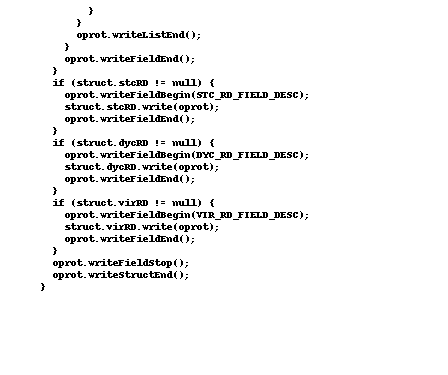 }
}
oprot.writeListEnd();
}
oprot.writeFieldEnd();
}
if (struct.stcRD != null) {
oprot.writeFieldBegin(STC_RD_FIELD_DESC);
struct.stcRD.write(oprot);
oprot.writeFieldEnd();
}
if (struct.dycRD != null) {
oprot.writeFieldBegin(DYC_RD_FIELD_DESC);
struct.dycRD.write(oprot);
oprot.writeFieldEnd();
}
if (struct.virRD != null) {
oprot.writeFieldBegin(VIR_RD_FIELD_DESC);
struct.virRD.write(oprot);
oprot.writeFieldEnd();
}
oprot.writeFieldStop();
oprot.writeStructEnd();
}